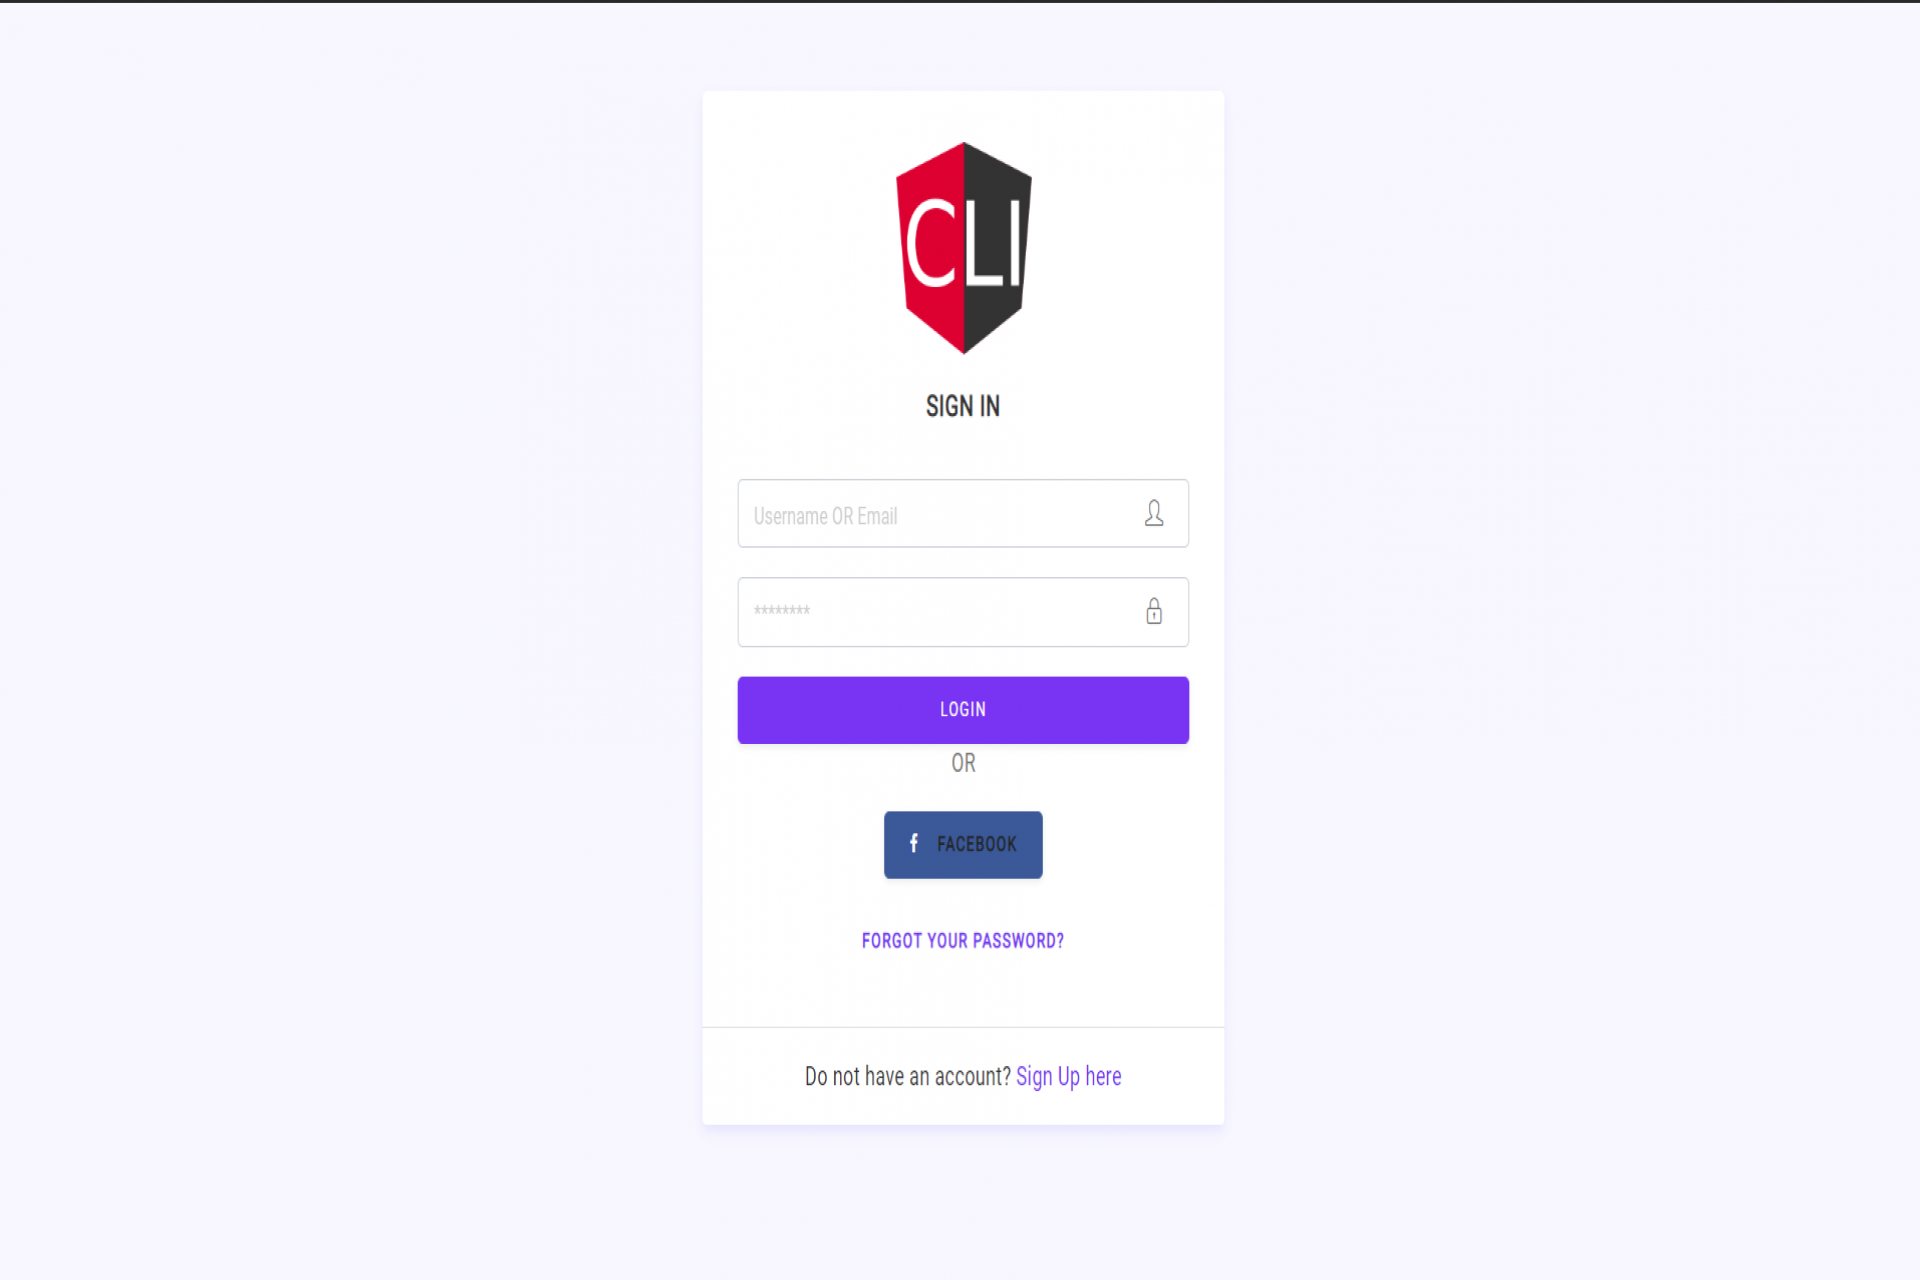 CLI
SIGN IN
Username OR Email
********
LOGIN
OR
f FACEBOOK
FORGOT YOUR PASSWORD?
Do not have an account? Sign Up here